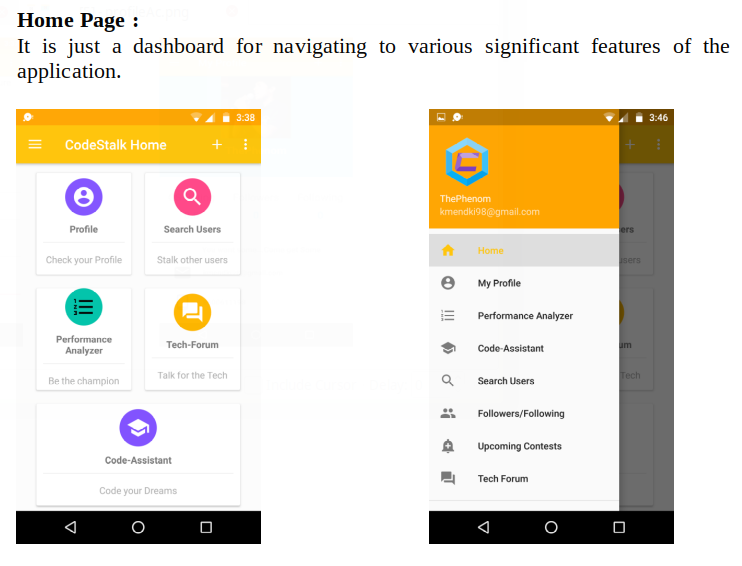 Home Page :
It is just a dashboard for navigating to various significant features of the
application.
3:38
CodeStalk Home
Profile
Check your Profile
Search Users
Stalk other users
Performance
Analyzer
Be the champion
Tech-Forum
Talk for the Tech
Code-Assistant
Code your Dreams
3:46
ThePhenom
kmendki98@gmail.com
Home
My Profile
Performance Analyzer
Code-Assistant
Search Users
Followers/Following
Upcoming Contests
Tech Forum
ers
users
um
Tech